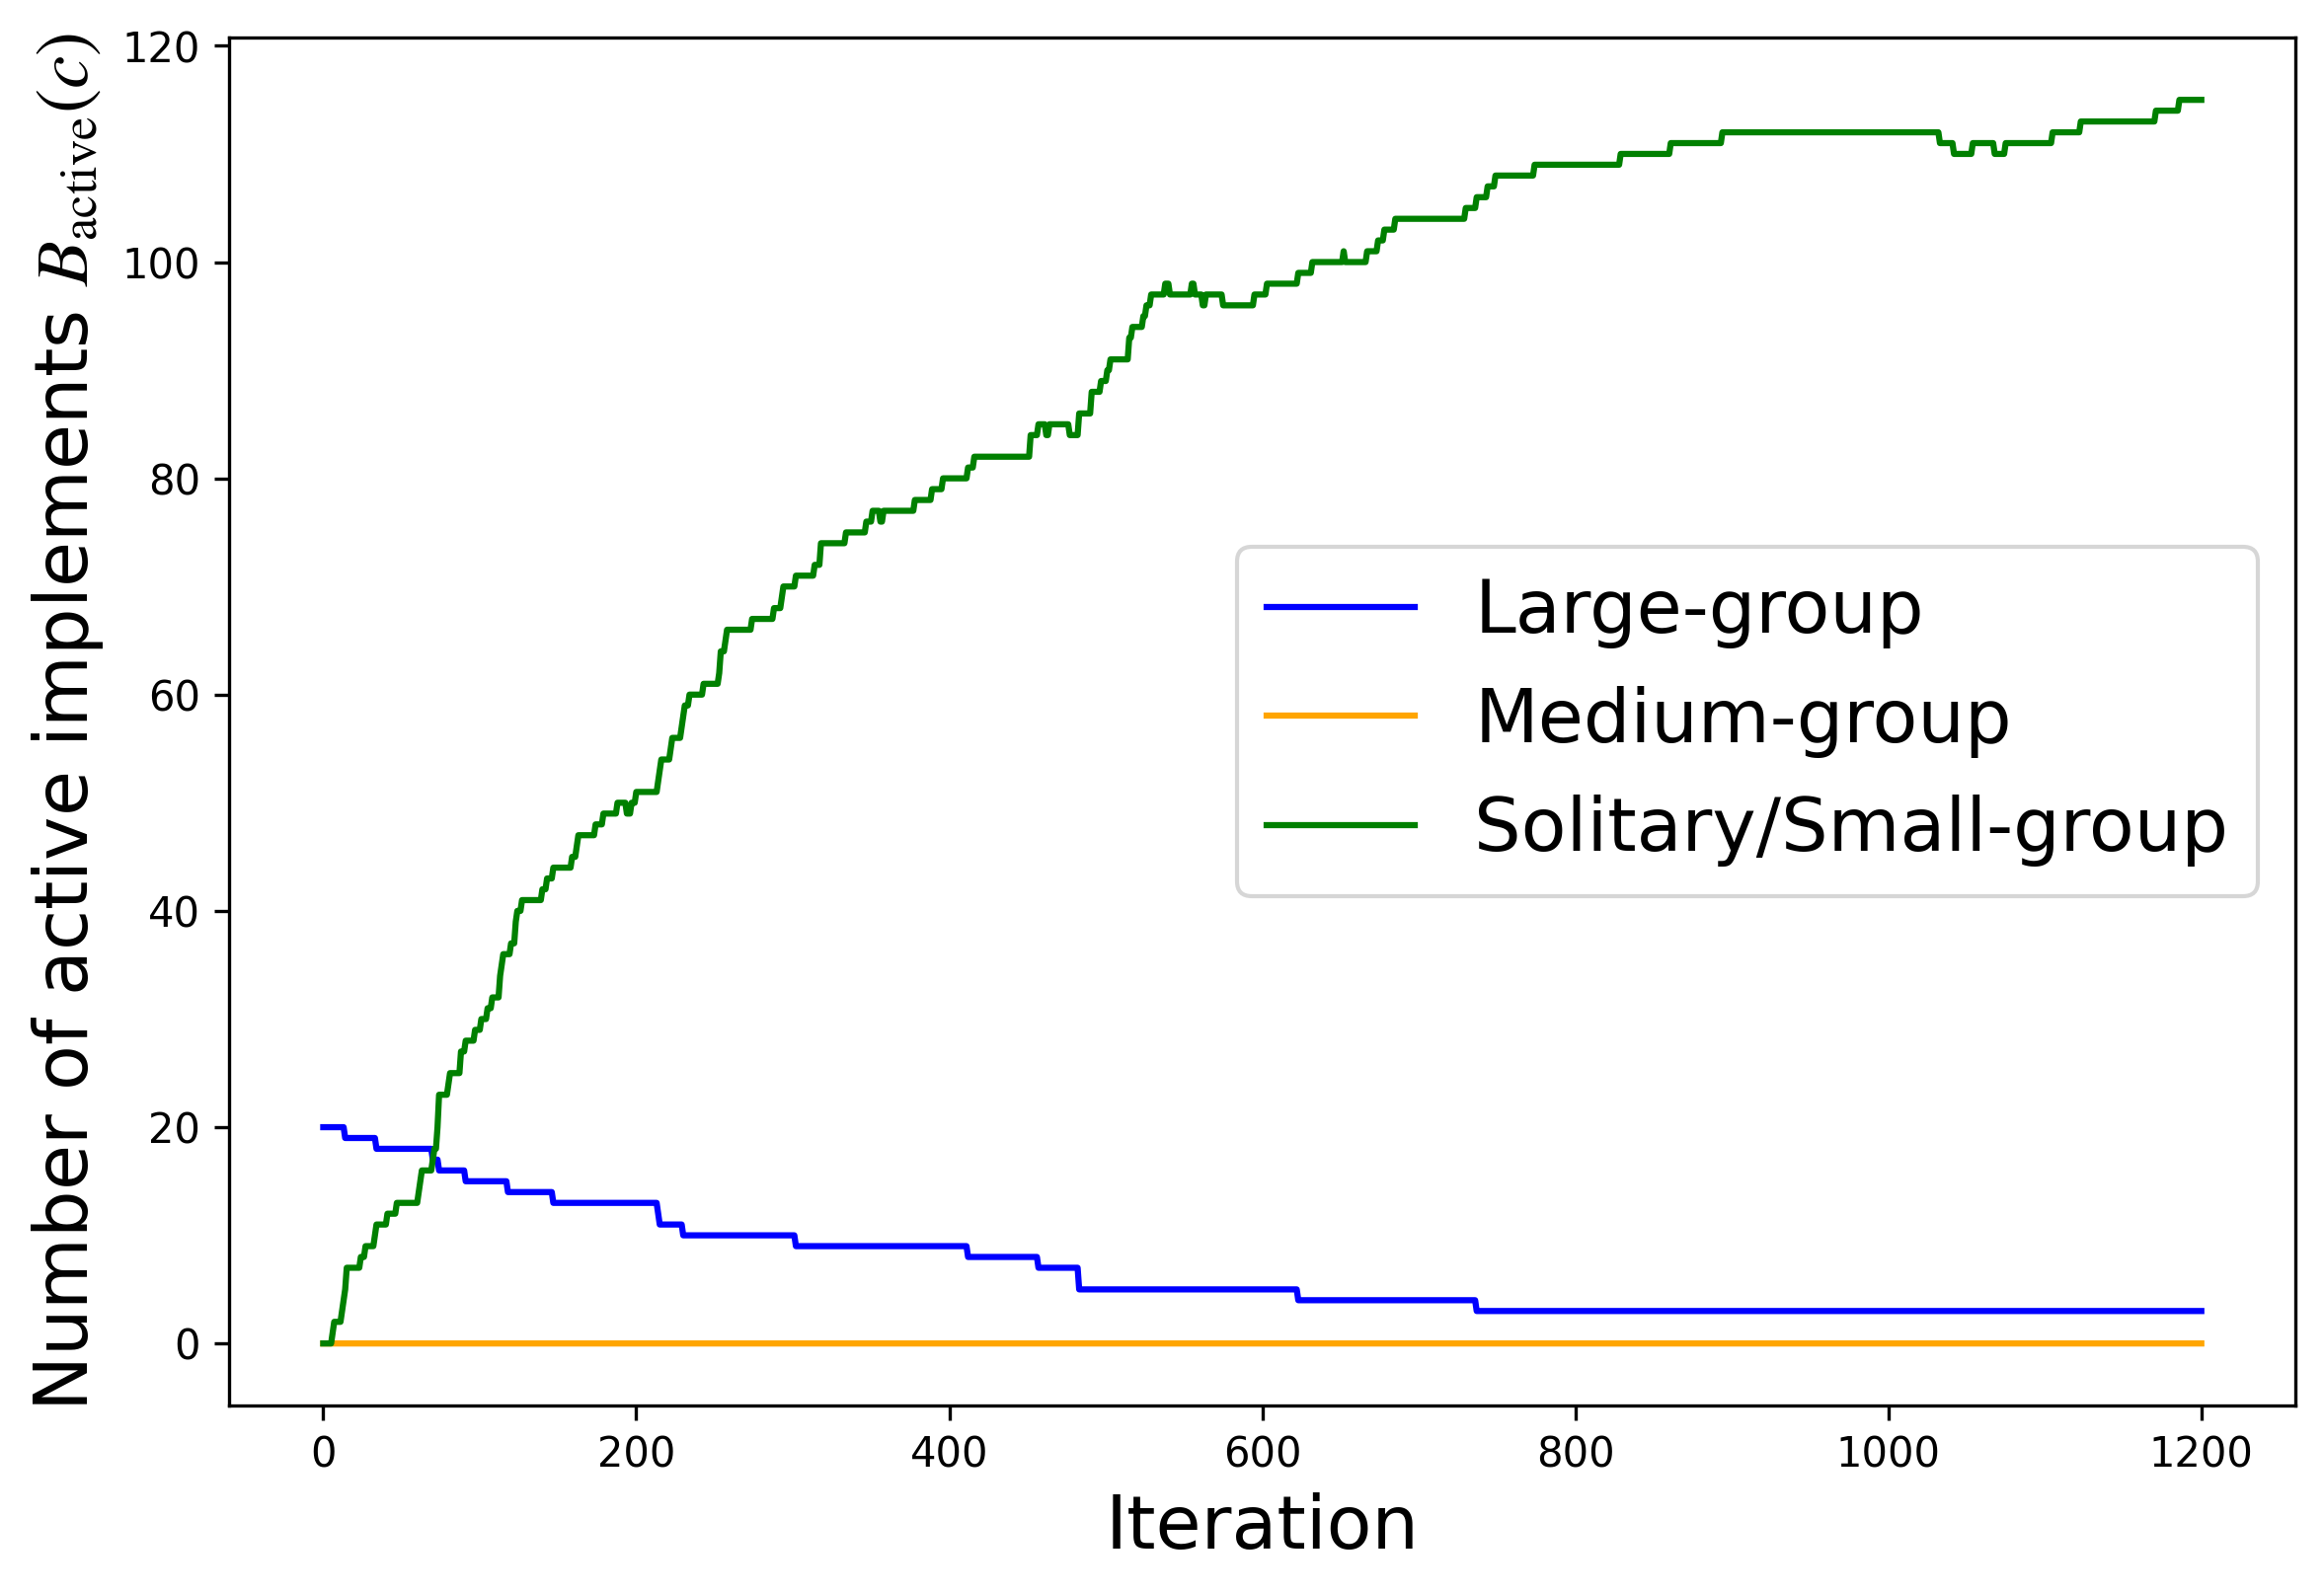 Number of active implements B_active(c)
120
100
80
60
40
20
0
0 200 400 600 800 1000 1200
Iteration
Large-group
Medium-group
Solitary/Small-group